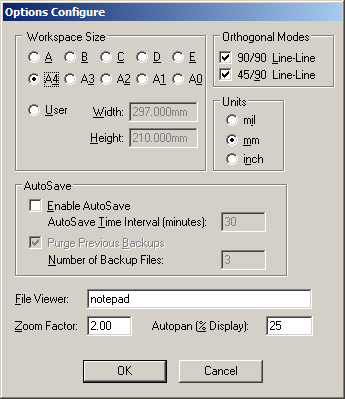 Options Configure
Workspace Size
A B C D E
A4 A3 A2 A1 A0
User Width: 297.000mm
Height: 210.000mm
Orthogonal Modes
90/90 Line-Line
45/90 Line-Line
Units
mil
mm
inch
AutoSave
Enable AutoSave
AutoSave Time Interval (minutes): 30
Purge Previous Backups
Number of Backup Files: 3
File Viewer: notepad
Zoom Factor: 2.00 Autopan (% Display): 25
OK Cancel